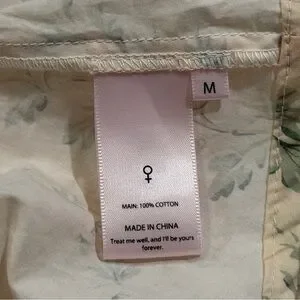 M
MAIN: 100% COTTON
MADE IN CHINA
Treat me well, and I'll be yours
forever.